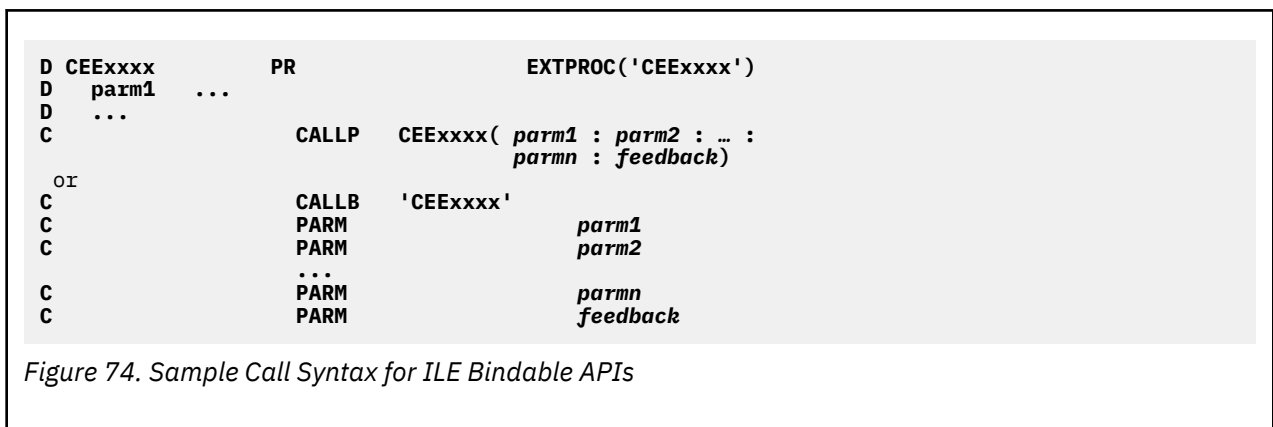 D CEExxxx          PR                  EXTPROC('CEExxxx')
D   parm1   ...
D   ...
C                    CALLP   CEExxxx( parm1 : parm2 : … :
                                      parmn : feedback)
 or
C                    CALLB   'CEExxxx'
C                    PARM                 parm1
C                    PARM                 parm2
                     ...
C                    PARM                 parmn
C                    PARM                 feedback
Figure 74. Sample Call Syntax for ILE Bindable APIs